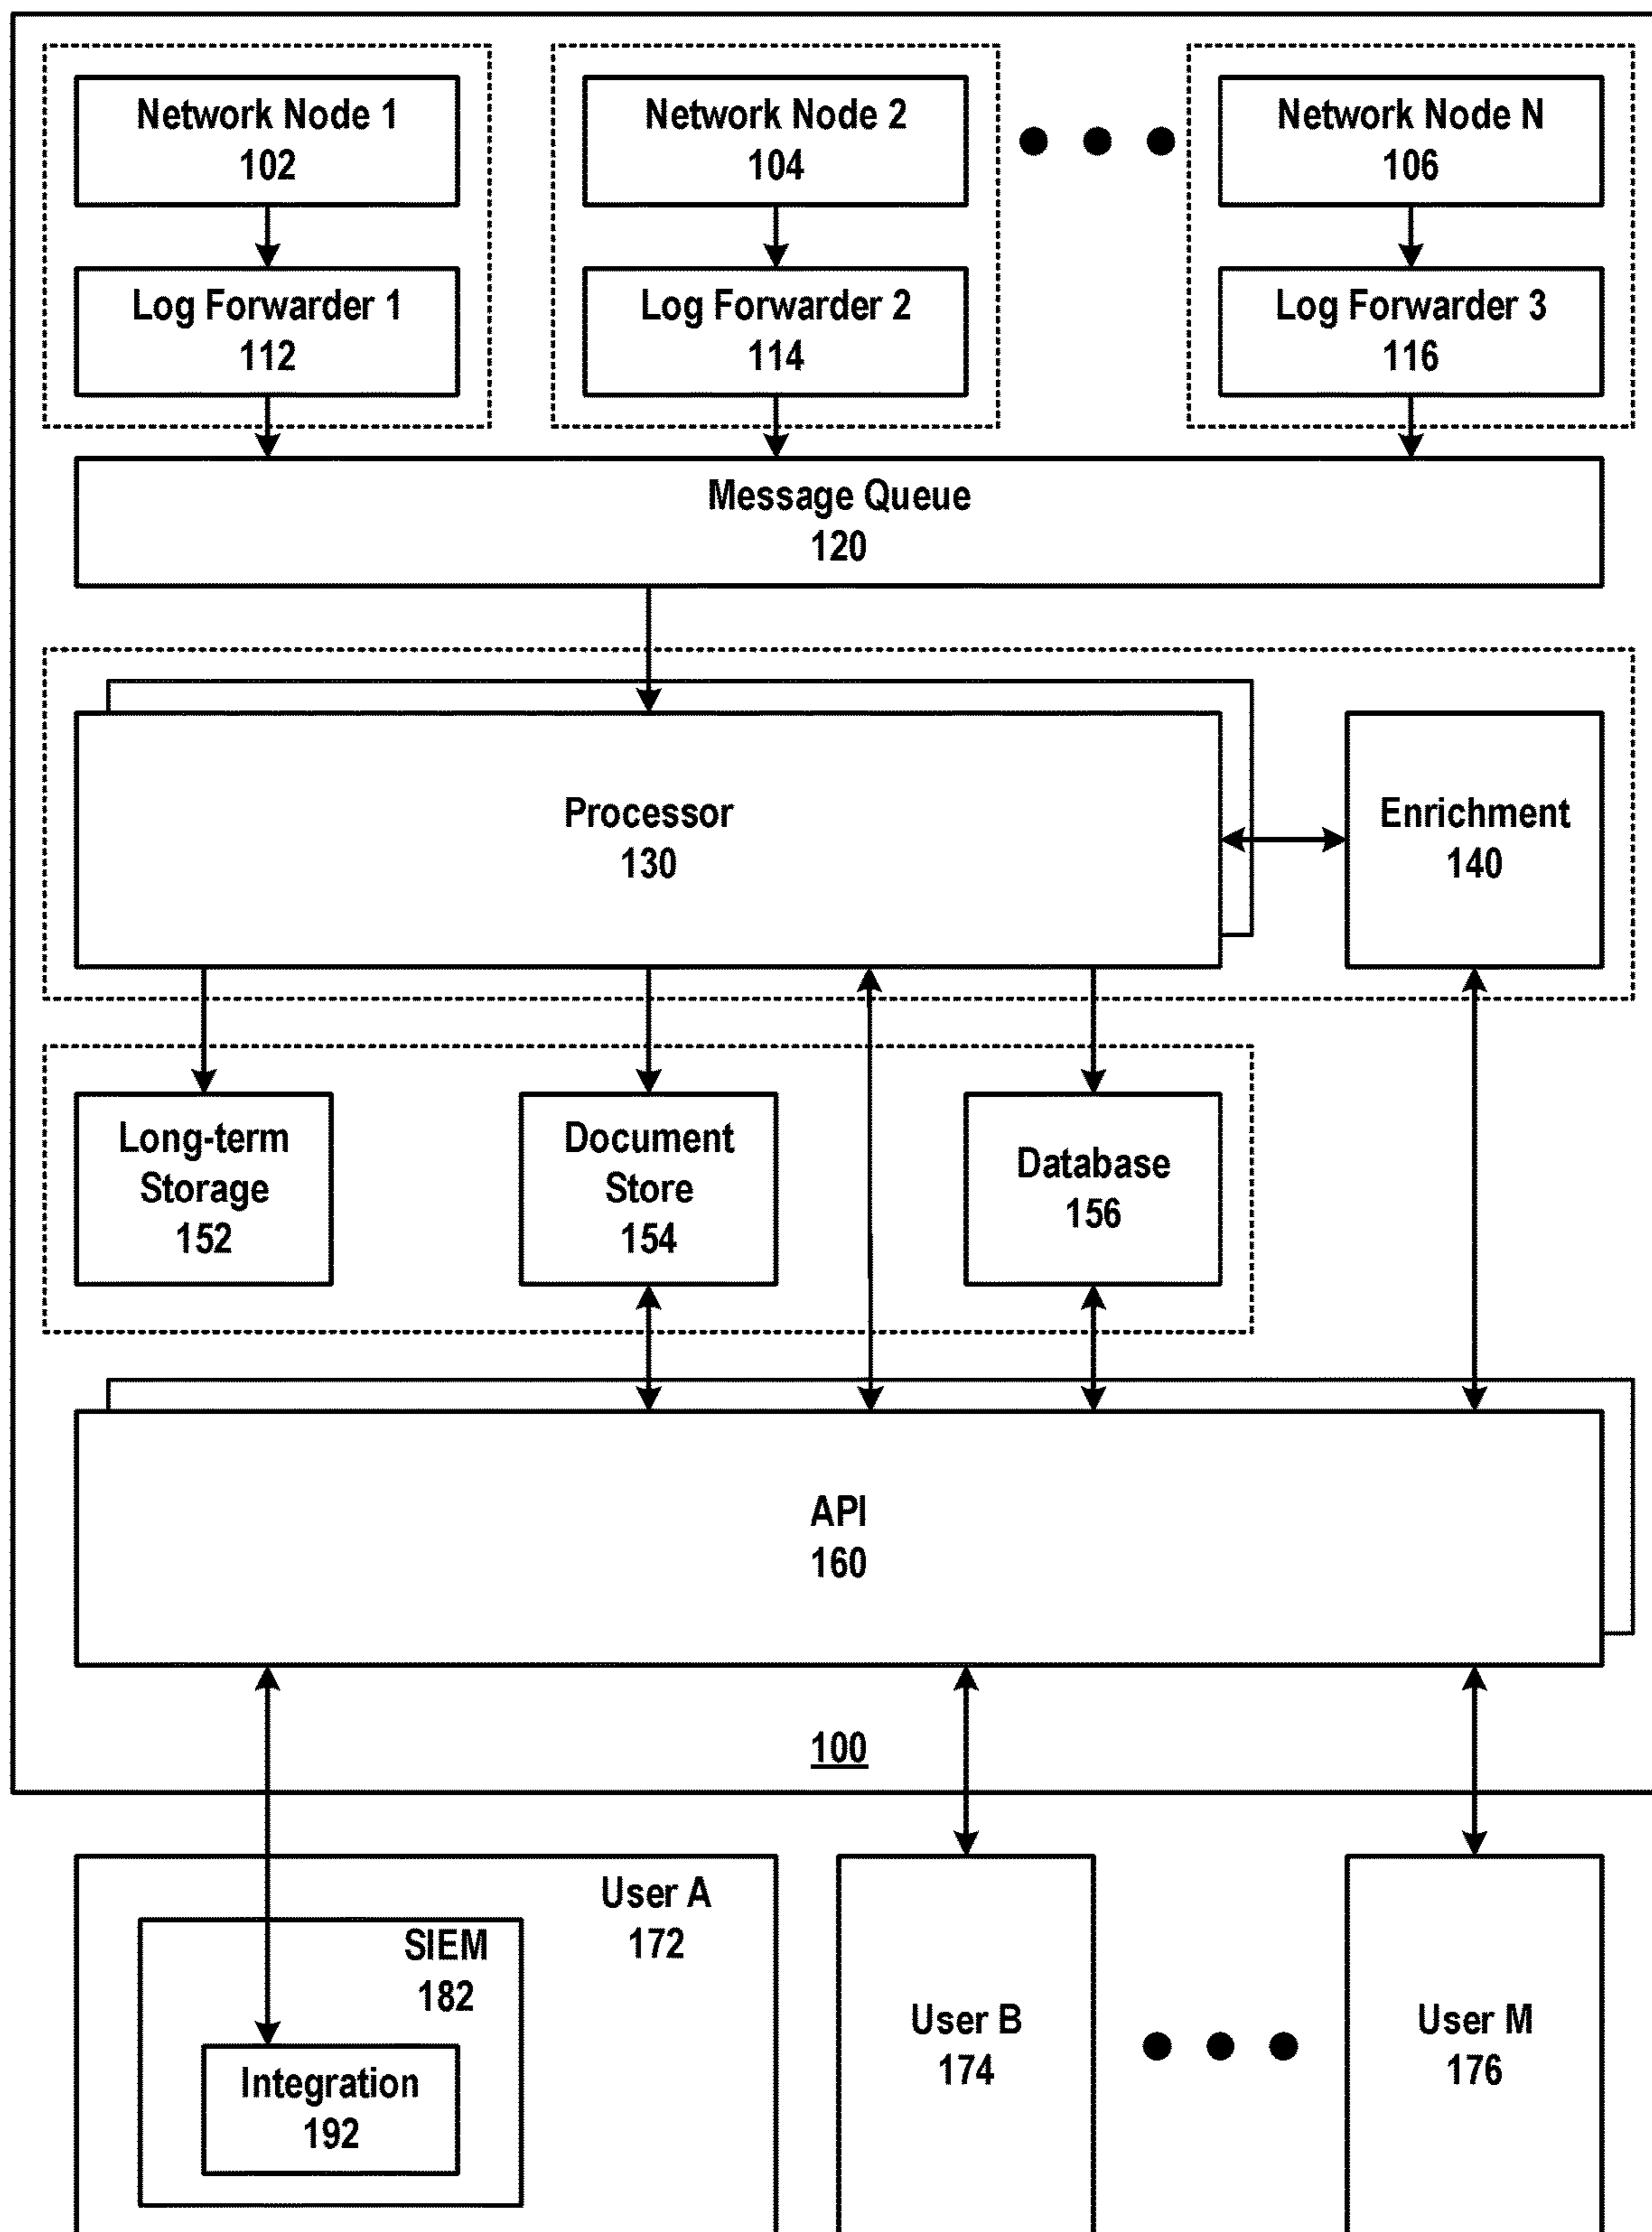 Network Node 1
102
Network Node 2
104
Network Node N
106
Log Forwarder 1
112
Log Forwarder 2
114
Log Forwarder 3
116
Message Queue
120
Processor
130
Enrichment
140
Long-term
Storage
152
Document
Store
154
Database
156
API
160
100
User A
172
SIEM
182
Integration
192
User B
174
User M
176